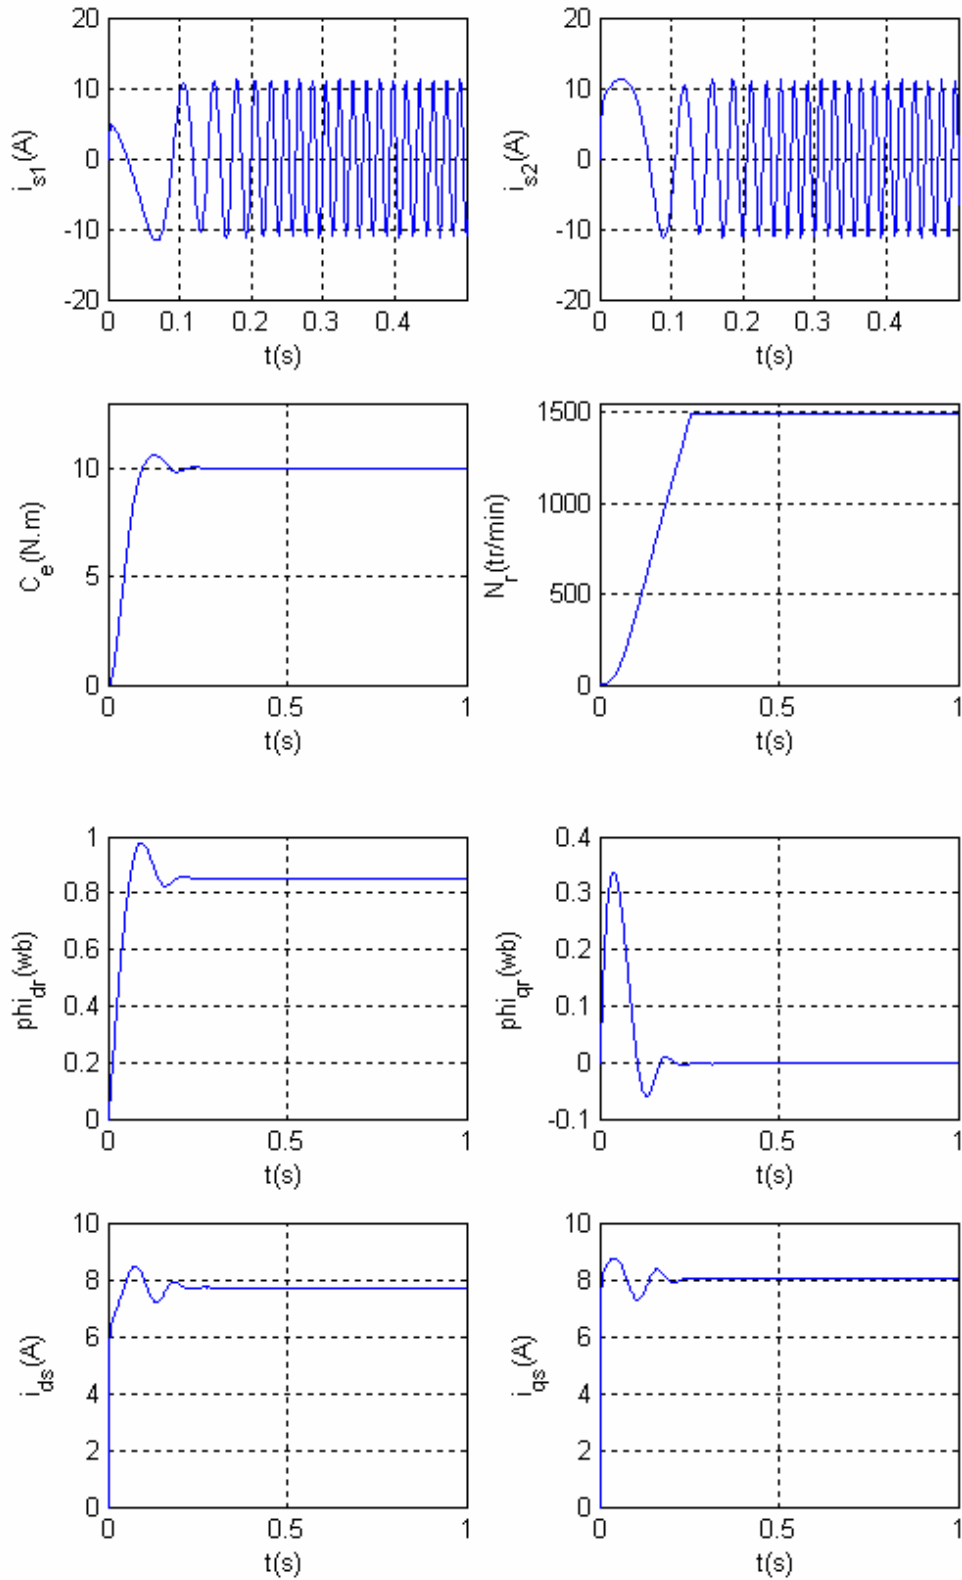 20
10
0
-10
-20
i_s1(A)
0 0.1 0.2 0.3 0.4
t(s)
20
10
0
-10
-20
i_s2(A)
0 0.1 0.2 0.3 0.4
t(s)
10
5
0
C_e(N.m)
0 0.5 1
t(s)
1500
1000
500
0
N_r(tr/min)
0 0.5 1
t(s)
1
0.8
0.6
0.4
0.2
0
phi_dr(wb)
0 0.5 1
t(s)
0.4
0.3
0.2
0.1
0
-0.1
phi_qr(wb)
0 0.5 1
t(s)
10
8
6
4
2
0
i_ds(A)
0 0.5 1
t(s)
10
8
6
4
2
0
i_qs(A)
0 0.5 1
t(s)